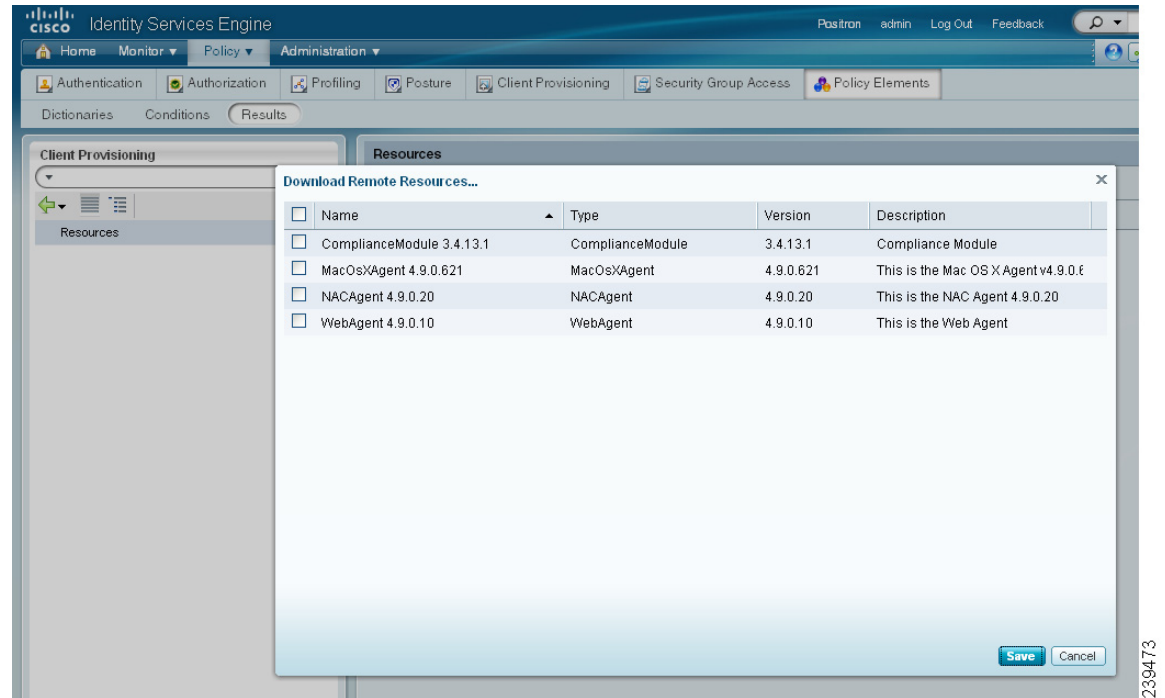 CISCO Identity Services Engine Positron admin Log Out Feedback
Home Monitor Policy Administration
Authentication Authorization Profiling Posture Client Provisioning Security Group Access Policy Elements
Dictionaries Conditions Results
Client Provisioning Resources
Download Remote Resources...
Resources
Name Type Version Description
ComplianceModule 3.4.13.1 ComplianceModule 3.4.13.1 Compliance Module
MacOsXAgent 4.9.0.621 MacOsXAgent 4.9.0.621 This is the Mac OS X Agent v4.9.0.6
NACAgent 4.9.0.20 NACAgent 4.9.0.20 This is the NAC Agent 4.9.0.20
WebAgent 4.9.0.10 WebAgent 4.9.0.10 This is the Web Agent
Save Cancel
239473